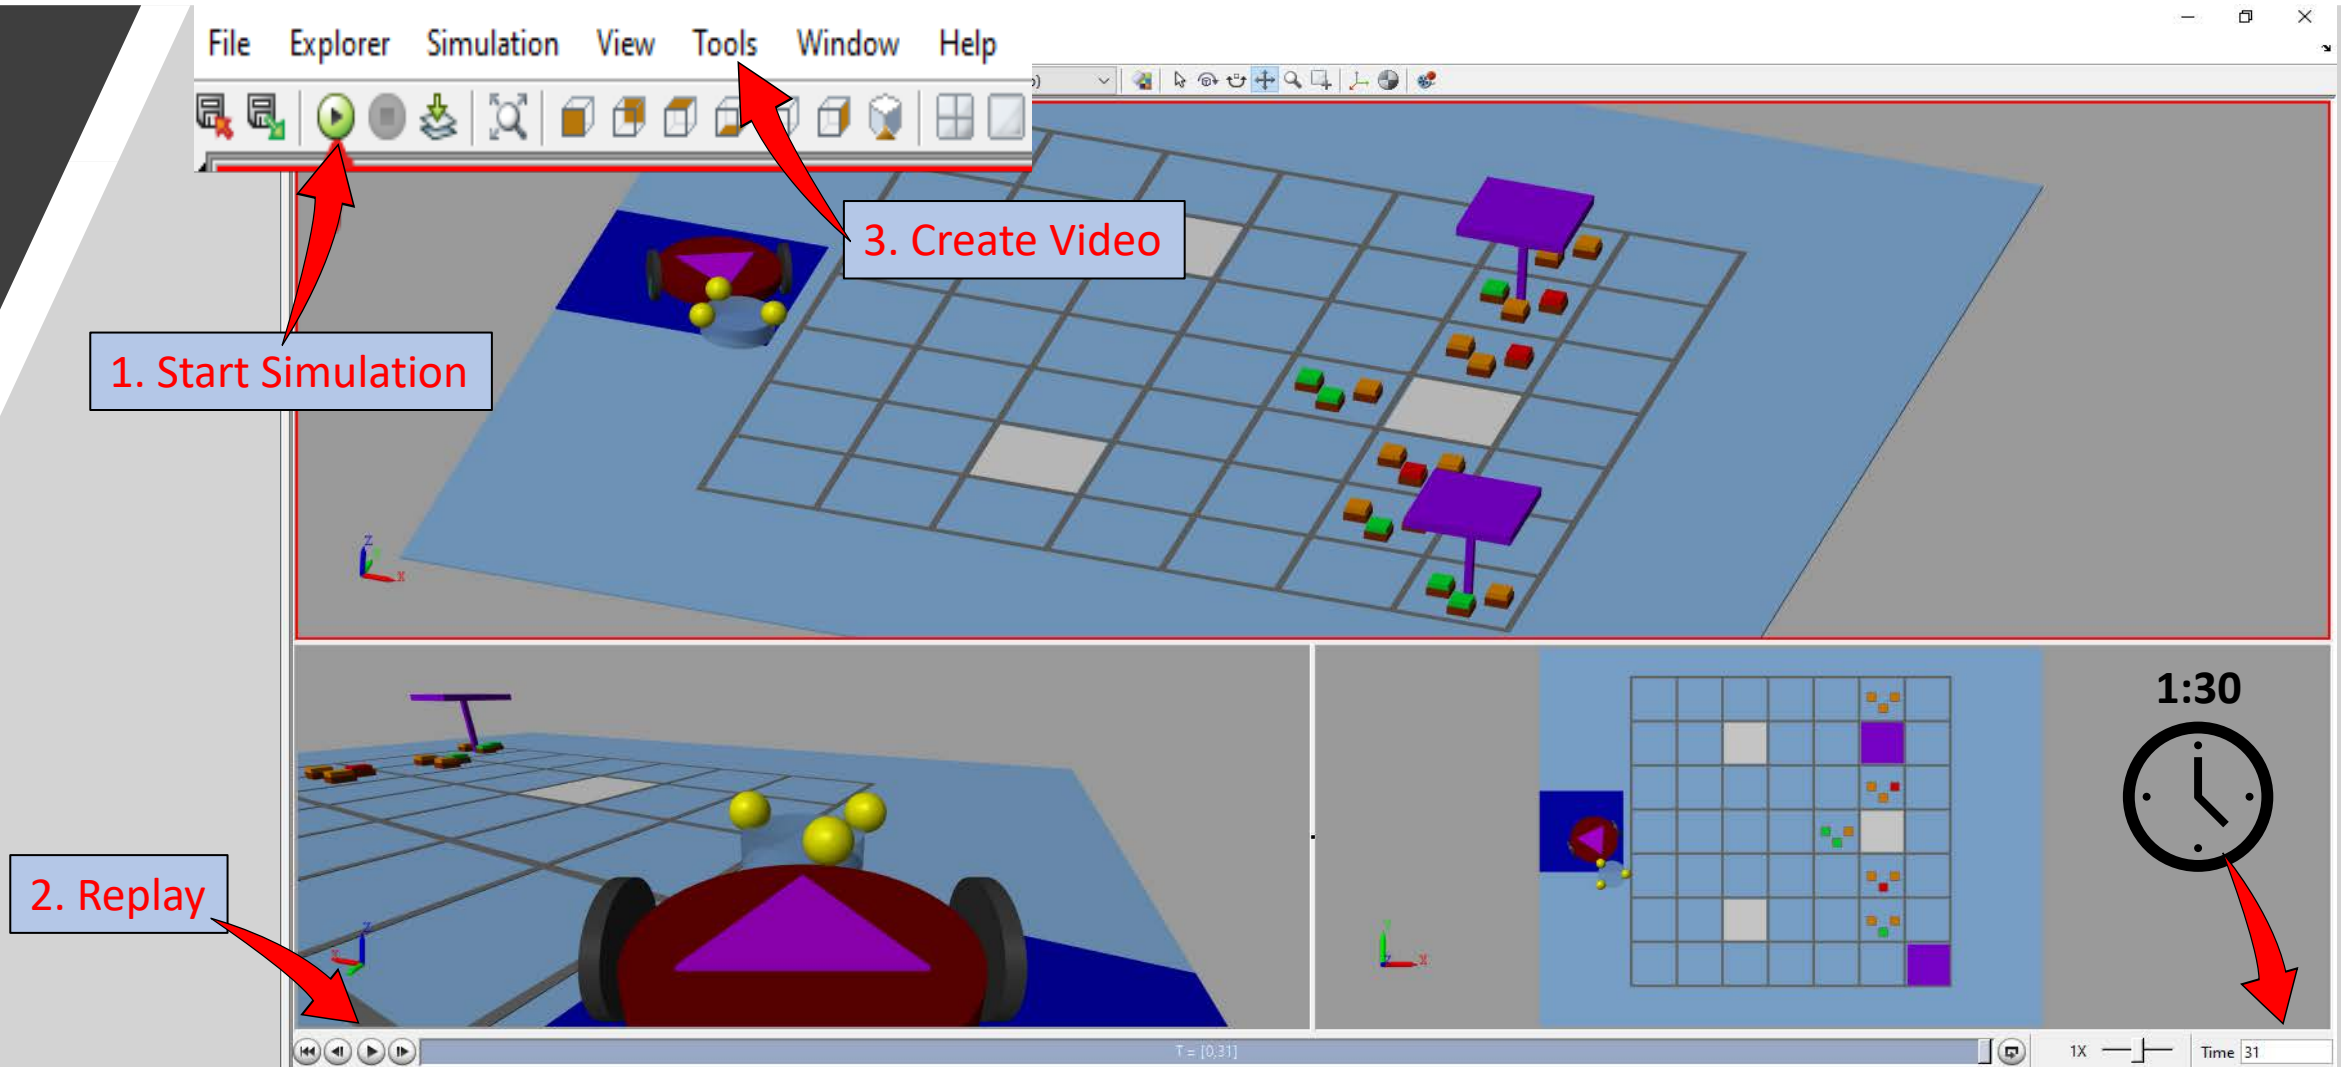 File Explorer Simulation View Tools Window Help
3. Create Video
1. Start Simulation
Z
X
1:30
2. Replay
Z
X
Y
Z
X
T = [0,31]
1X
Time 31